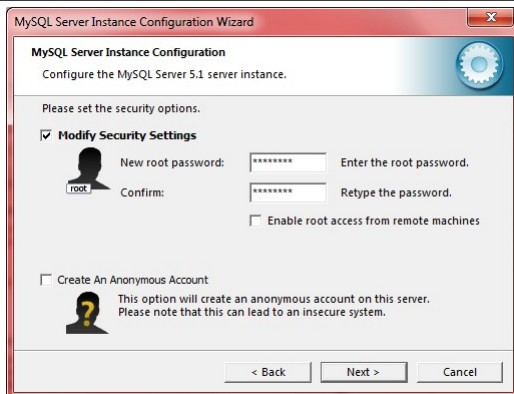 MySQL Server Instance Configuration Wizard
MySQL Server Instance Configuration
Configure the MySQL Server 5.1 server instance.
Please set the security options.
Modify Security Settings
New root password: ******** Enter the root password.
root
Confirm: ******** Retype the password.
Enable root access from remote machines
Create An Anonymous Account
This option will create an anonymous account on this server.
Please note that this can lead to an insecure system.
< Back Next > Cancel